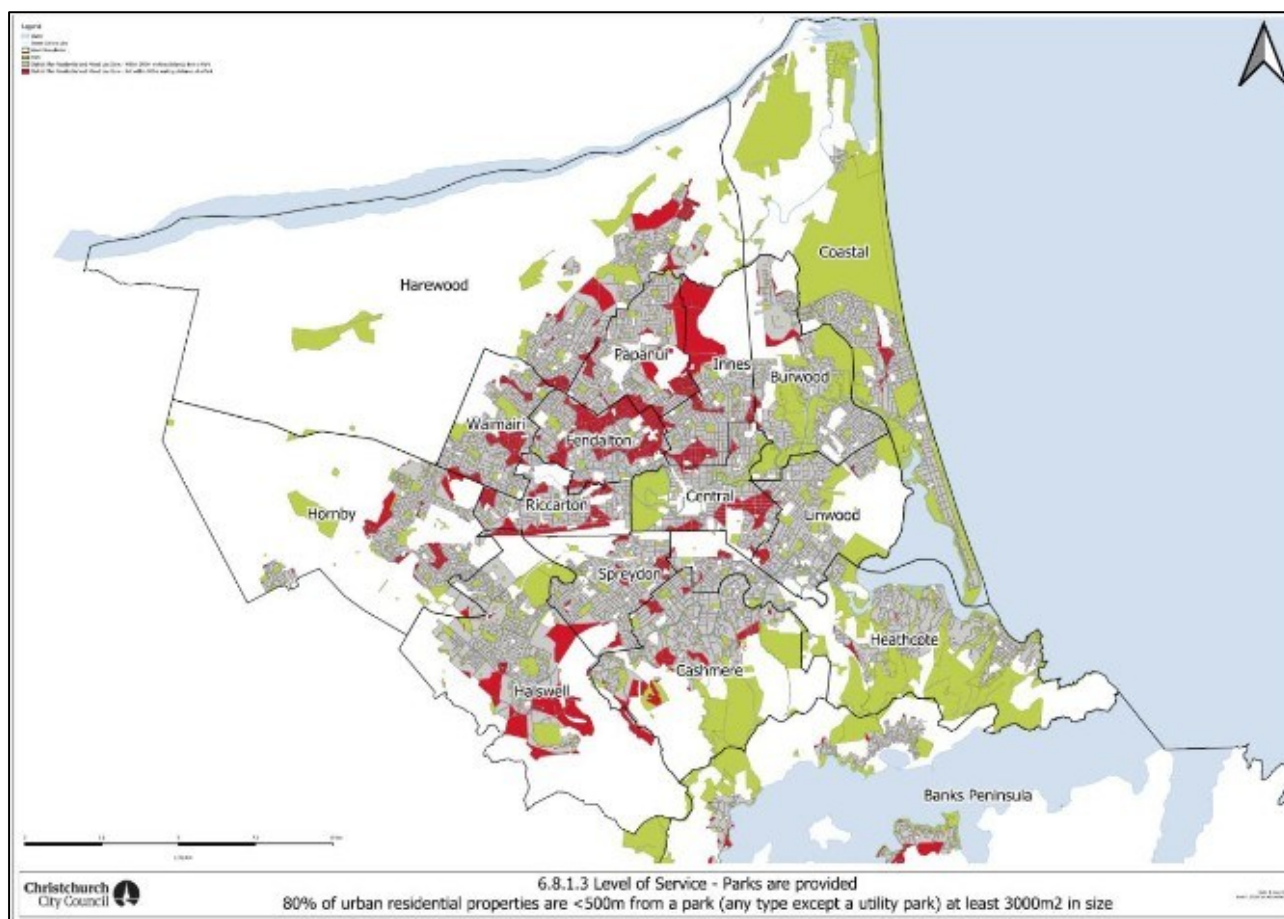 Legend
Harewood
Coastal
Papanui
Innes
Burwood
Waimairi
Fendalton
Hornby
Riccarton
Central
Linwood
Spreydon
Heathcote
Cashmere
Halswell
Banks Peninsula
Christchurch
City Council
6.8.1.3 Level of Service - Parks are provided
80% of urban residential properties are <500m from a park (any type except a utility park) at least 3000m2 in size